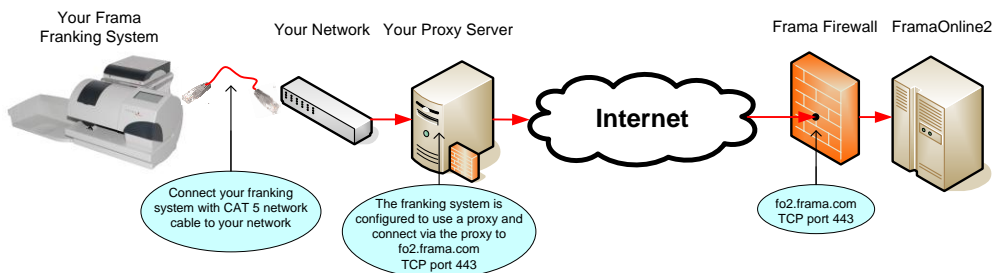 Your Frama
Franking System
Your Network
Your Proxy Server
Frama Firewall
FramaOnline2
Internet
Connect your franking
system with CAT 5 network
cable to your network
The franking system is
configured to use a proxy and
connect via the proxy to
fo2.frama.com
TCP port 443
fo2.frama.com
TCP port 443